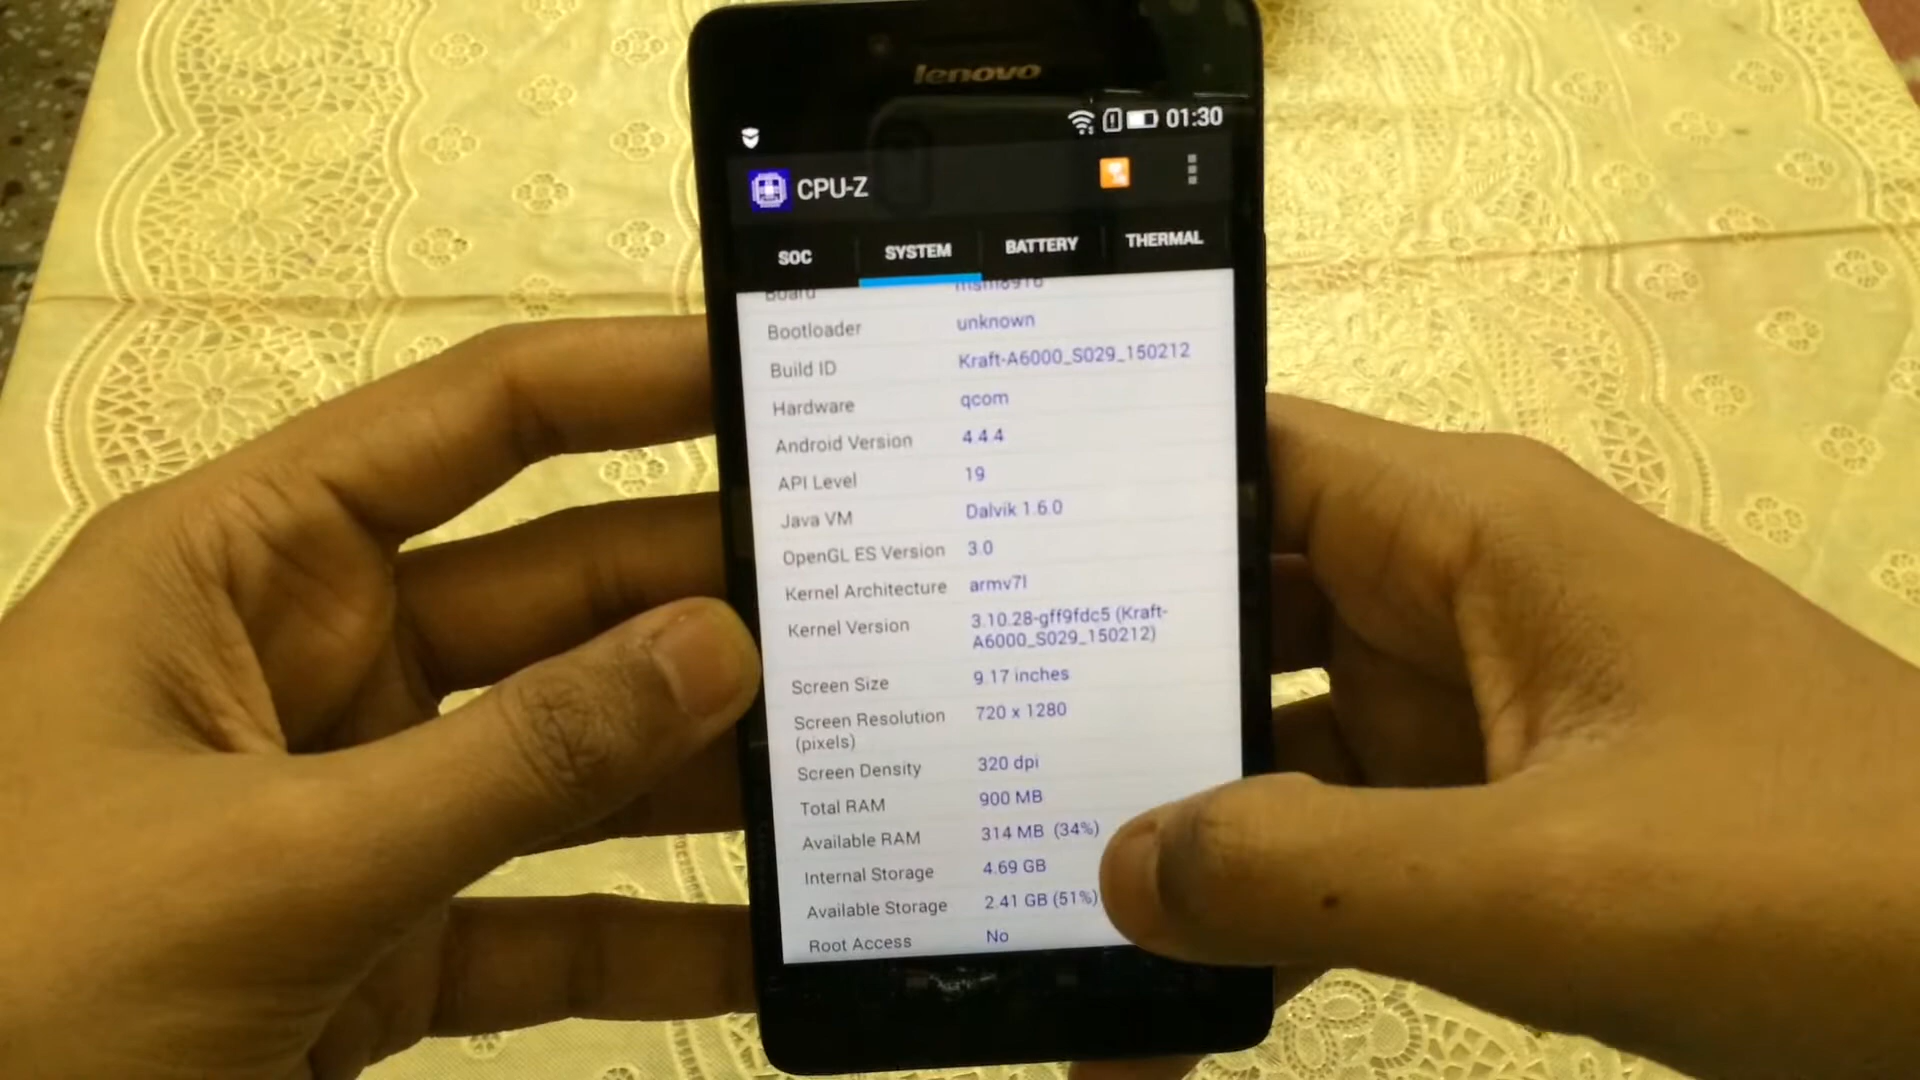 lenovo
01:30
CPU-Z
SOC SYSTEM BATTERY THERMAL
Board msm8916
Bootloader unknown
Build ID Kraft-A6000_S029_150212
Hardware qcom
Android Version 4.4.4
API Level 19
Java VM Dalvik 1.6.0
OpenGL ES Version 3.0
Kernel Architecture armv7l
Kernel Version 3.10.28-gff9fdc5 (Kraft-
A6000_S029_150212)
Screen Size 9.17 inches
Screen Resolution 720 x 1280
(pixels)
Screen Density 320 dpi
Total RAM 900 MB
Available RAM 314 MB (34%)
Internal Storage 4.69 GB
Available Storage 2.41 GB (51%)
Root Access No